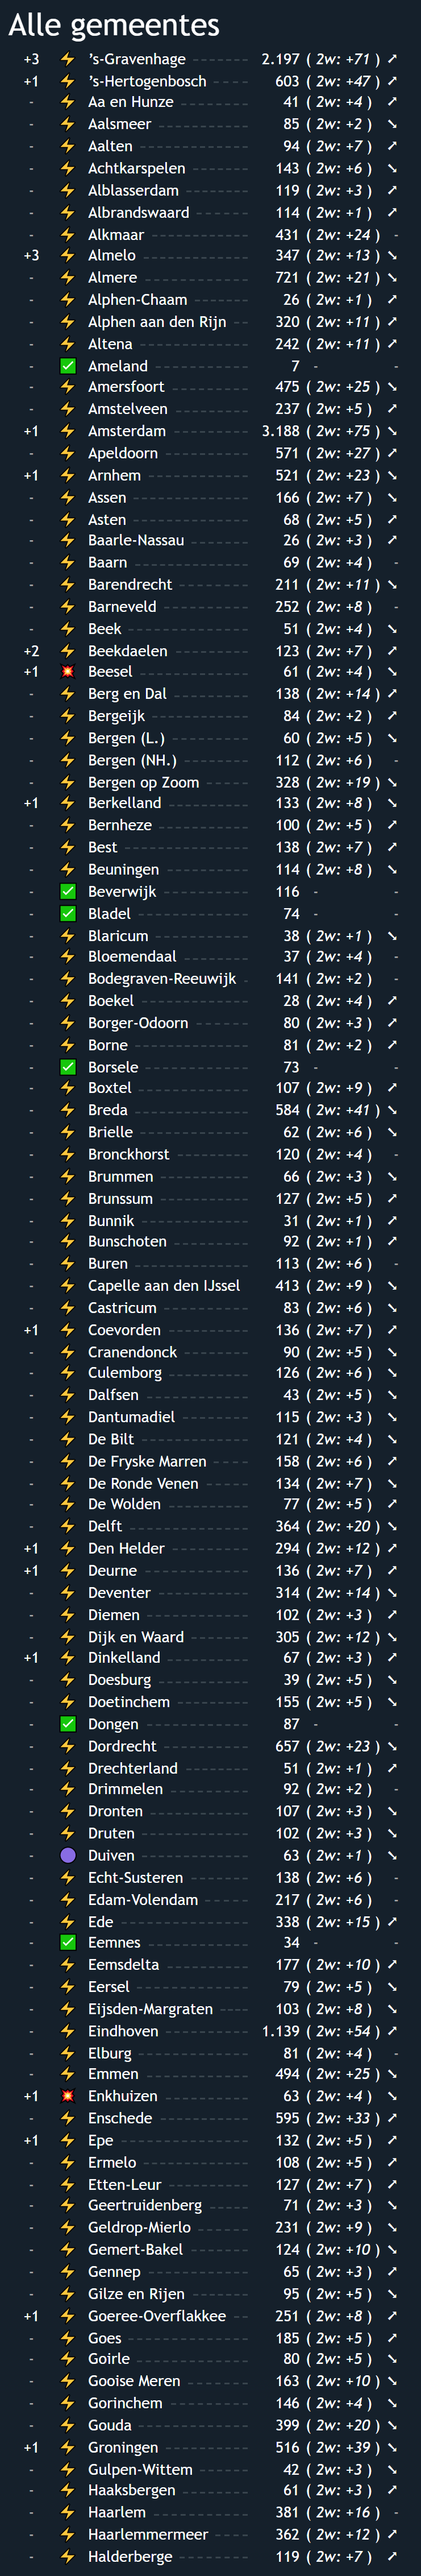 Alle gemeentes
+3 ⚡ ’s-Gravenhage 2.197 ( 2w: +71 ) ➚
+1 ⚡ ’s-Hertogenbosch 603 ( 2w: +47 ) ➚
- ⚡ Aa en Hunze 41 ( 2w: +4 ) ➚
- ⚡ Aalsmeer 85 ( 2w: +2 ) ➘
- ⚡ Aalten 94 ( 2w: +7 ) ➚
- ⚡ Achtkarspelen 143 ( 2w: +6 ) ➘
- ⚡ Alblasserdam 119 ( 2w: +3 ) ➚
- ⚡ Albrandswaard 114 ( 2w: +1 ) ➚
- ⚡ Alkmaar 431 ( 2w: +24 ) -
+3 ⚡ Almelo 347 ( 2w: +13 ) ➘
- ⚡ Almere 721 ( 2w: +21 ) ➘
- ⚡ Alphen-Chaam 26 ( 2w: +1 ) ➚
- ⚡ Alphen aan den Rijn 320 ( 2w: +11 ) ➚
- ⚡ Altena 242 ( 2w: +11 ) ➚
- ✅ Ameland 7 - -
- ⚡ Amersfoort 475 ( 2w: +25 ) ➘
- ⚡ Amstelveen 237 ( 2w: +5 ) ➚
+1 ⚡ Amsterdam 3.188 ( 2w: +75 ) ➘
- ⚡ Apeldoorn 571 ( 2w: +27 ) ➚
+1 ⚡ Arnhem 521 ( 2w: +23 ) ➘
- ⚡ Assen 166 ( 2w: +7 ) ➘
- ⚡ Asten 68 ( 2w: +5 ) ➚
- ⚡ Baarle-Nassau 26 ( 2w: +3 ) ➚
- ⚡ Baarn 69 ( 2w: +4 ) -
- ⚡ Barendrecht 211 ( 2w: +11 ) ➘
- ⚡ Barneveld 252 ( 2w: +8 ) -
- ⚡ Beek 51 ( 2w: +4 ) ➘
+2 ⚡ Beekdaelen 123 ( 2w: +7 ) ➚
+1 💥 Beesel 61 ( 2w: +4 ) ➘
- ⚡ Berg en Dal 138 ( 2w: +14 ) ➚
- ⚡ Bergeijk 84 ( 2w: +2 ) ➚
- ⚡ Bergen (L.) 60 ( 2w: +5 ) ➘
- ⚡ Bergen (NH.) 112 ( 2w: +6 ) -
- ⚡ Bergen op Zoom 328 ( 2w: +19 ) ➘
+1 ⚡ Berkelland 133 ( 2w: +8 ) ➘
- ⚡ Bernheze 100 ( 2w: +5 ) ➚
- ⚡ Best 138 ( 2w: +7 ) ➚
- ⚡ Beuningen 114 ( 2w: +8 ) ➘
- ✅ Beverwijk 116 - -
- ✅ Bladel 74 - -
- ⚡ Blaricum 38 ( 2w: +1 ) ➘
- ⚡ Bloemendaal 37 ( 2w: +4 ) -
- ⚡ Bodegraven-Reeuwijk 141 ( 2w: +2 ) -
- ⚡ Boekel 28 ( 2w: +4 ) ➚
- ⚡ Borger-Odoorn 80 ( 2w: +3 ) ➚
- ⚡ Borne 81 ( 2w: +2 ) ➚
- ✅ Borsele 73 - -
- ⚡ Boxtel 107 ( 2w: +9 ) ➚
- ⚡ Breda 584 ( 2w: +41 ) ➘
- ⚡ Brielle 62 ( 2w: +6 ) ➘
- ⚡ Bronckhorst 120 ( 2w: +4 ) -
- ⚡ Brummen 66 ( 2w: +3 ) ➘
- ⚡ Brunssum 127 ( 2w: +5 ) ➚
- ⚡ Bunnik 31 ( 2w: +1 ) ➚
- ⚡ Bunschoten 92 ( 2w: +1 ) ➚
- ⚡ Buren 113 ( 2w: +6 ) -
- ⚡ Capelle aan den IJssel 413 ( 2w: +9 ) ➘
- ⚡ Castricum 83 ( 2w: +6 ) ➘
+1 ⚡ Coevorden 136 ( 2w: +7 ) ➚
- ⚡ Cranendonck 90 ( 2w: +5 ) ➘
- ⚡ Culemborg 126 ( 2w: +6 ) ➘
- ⚡ Dalfsen 43 ( 2w: +5 ) ➘
- ⚡ Dantumadiel 115 ( 2w: +3 ) ➘
- ⚡ De Bilt 121 ( 2w: +4 ) ➘
- ⚡ De Fryske Marren 158 ( 2w: +6 ) ➚
- ⚡ De Ronde Venen 134 ( 2w: +7 ) ➘
- ⚡ De Wolden 77 ( 2w: +5 ) ➚
- ⚡ Delft 364 ( 2w: +20 ) ➘
+1 ⚡ Den Helder 294 ( 2w: +12 ) ➚
+1 ⚡ Deurne 136 ( 2w: +7 ) ➚
- ⚡ Deventer 314 ( 2w: +14 ) ➘
- ⚡ Diemen 102 ( 2w: +3 ) ➚
- ⚡ Dijk en Waard 305 ( 2w: +12 ) ➘
+1 ⚡ Dinkelland 67 ( 2w: +3 ) ➚
- ⚡ Doesburg 39 ( 2w: +5 ) ➘
- ⚡ Doetinchem 155 ( 2w: +5 ) ➘
- ✅ Dongen 87 - -
- ⚡ Dordrecht 657 ( 2w: +23 ) ➘
- ⚡ Drechterland 51 ( 2w: +1 ) ➚
- ⚡ Drimmelen 92 ( 2w: +2 ) -
- ⚡ Dronten 107 ( 2w: +3 ) ➘
- ⚡ Druten 102 ( 2w: +3 ) ➘
- 🟣 Duiven 63 ( 2w: +1 ) ➘
- ⚡ Echt-Susteren 138 ( 2w: +6 ) -
- ⚡ Edam-Volendam 217 ( 2w: +6 ) -
- ⚡ Ede 338 ( 2w: +15 ) ➚
- ✅ Eemnes 34 - -
- ⚡ Eemsdelta 177 ( 2w: +10 ) ➚
- ⚡ Eersel 79 ( 2w: +5 ) ➘
- ⚡ Eijsden-Margraten 103 ( 2w: +8 ) ➘
- ⚡ Eindhoven 1.139 ( 2w: +54 ) ➚
- ⚡ Elburg 81 ( 2w: +4 ) -
- ⚡ Emmen 494 ( 2w: +25 ) ➘
+1 💥 Enkhuizen 63 ( 2w: +4 ) ➘
- ⚡ Enschede 595 ( 2w: +33 ) ➚
+1 ⚡ Epe 132 ( 2w: +5 ) ➚
- ⚡ Ermelo 108 ( 2w: +5 ) ➚
- ⚡ Etten-Leur 127 ( 2w: +7 ) ➚
- ⚡ Geertruidenberg 71 ( 2w: +3 ) ➘
- ⚡ Geldrop-Mierlo 231 ( 2w: +9 ) ➘
- ⚡ Gemert-Bakel 124 ( 2w: +10 ) ➘
- ⚡ Gennep 65 ( 2w: +3 ) ➚
- ⚡ Gilze en Rijen 95 ( 2w: +5 ) ➘
+1 ⚡ Goeree-Overflakkee 251 ( 2w: +8 ) ➚
- ⚡ Goes 185 ( 2w: +5 ) ➚
- ⚡ Goirle 80 ( 2w: +5 ) ➘
- ⚡ Gooise Meren 163 ( 2w: +10 ) ➘
- ⚡ Gorinchem 146 ( 2w: +4 ) ➘
- ⚡ Gouda 399 ( 2w: +20 ) ➘
+1 ⚡ Groningen 516 ( 2w: +39 ) ➘
- ⚡ Gulpen-Wittem 42 ( 2w: +3 ) ➘
- ⚡ Haaksbergen 61 ( 2w: +3 ) ➚
- ⚡ Haarlem 381 ( 2w: +16 ) -
- ⚡ Haarlemmermeer 362 ( 2w: +12 ) ➚
- ⚡ Halderberge 119 ( 2w: +7 ) ➚